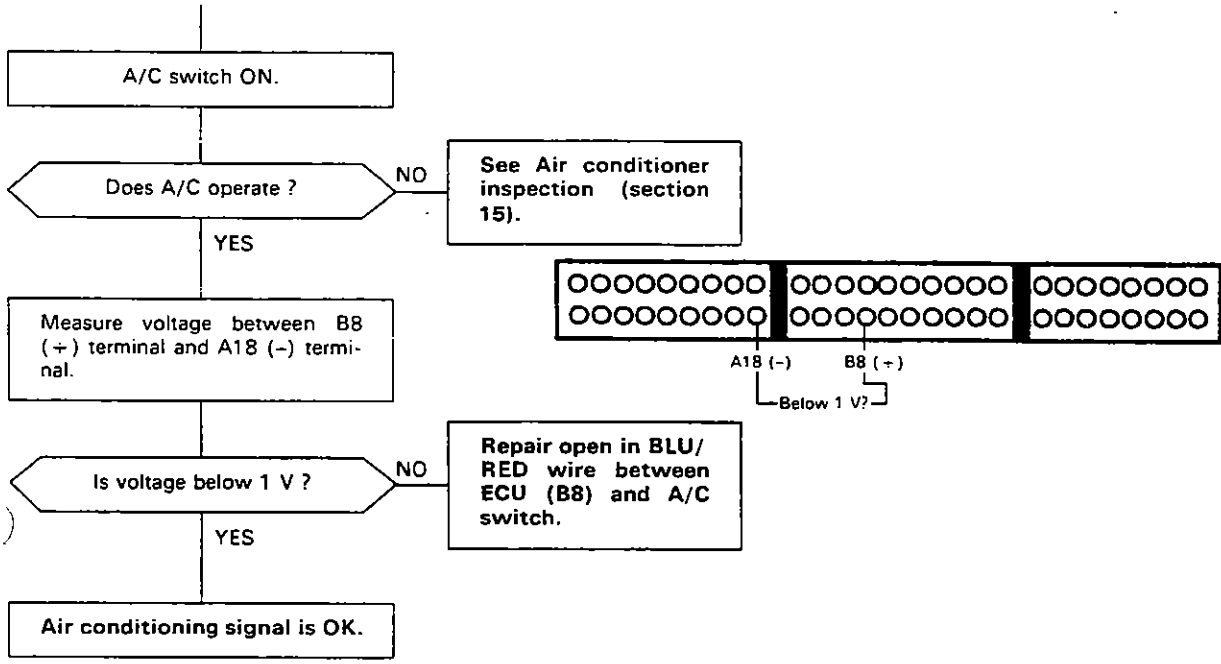 A/C switch ON.
Does A/C operate ?
NO
See Air conditioner
inspection (section
15).
YES
Measure voltage between B8
(+) terminal and A18 (–) termi-
nal.
A18 (–)
B8 (+)
Below 1 V?
Is voltage below 1 V ?
NO
Repair open in BLU/
RED wire between
ECU (B8) and A/C
switch.
YES
Air conditioning signal is OK.